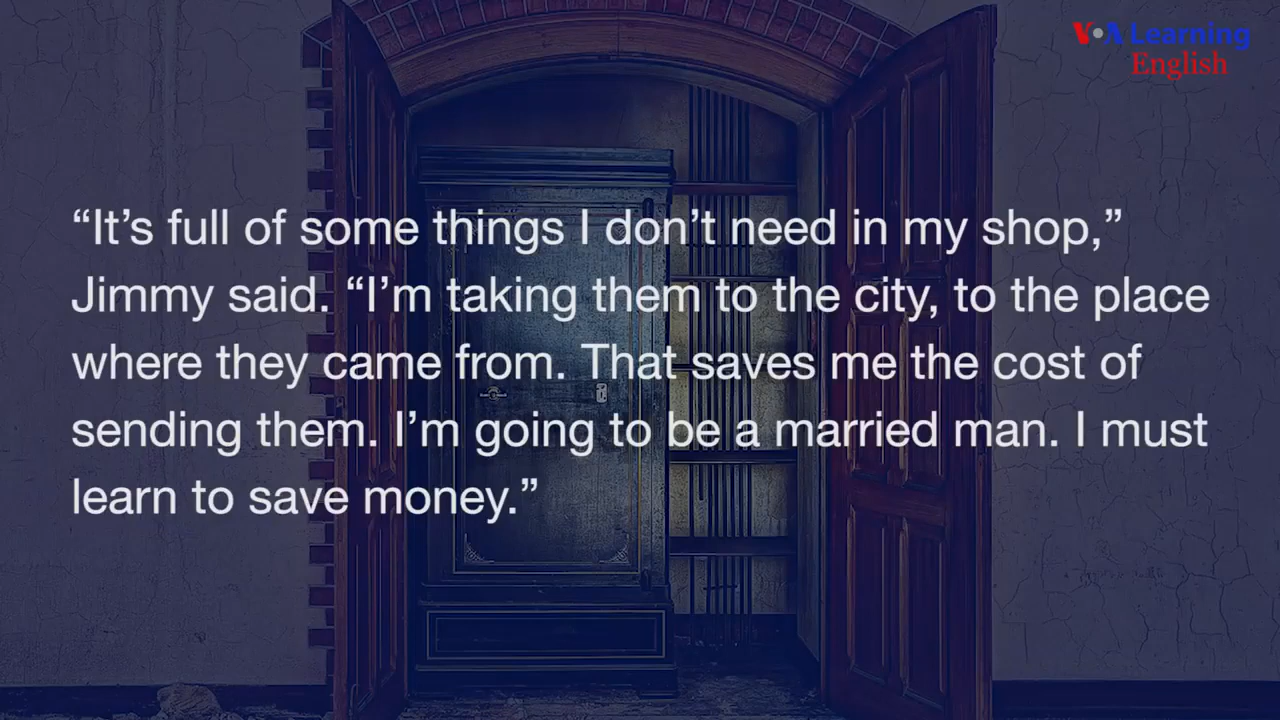 VOA Learning
English
“It’s full of some things I don’t need in my shop,”
Jimmy said. “I’m taking them to the city, to the place
where they came from. That saves me the cost of
sending them. I’m going to be a married man. I must
learn to save money.”